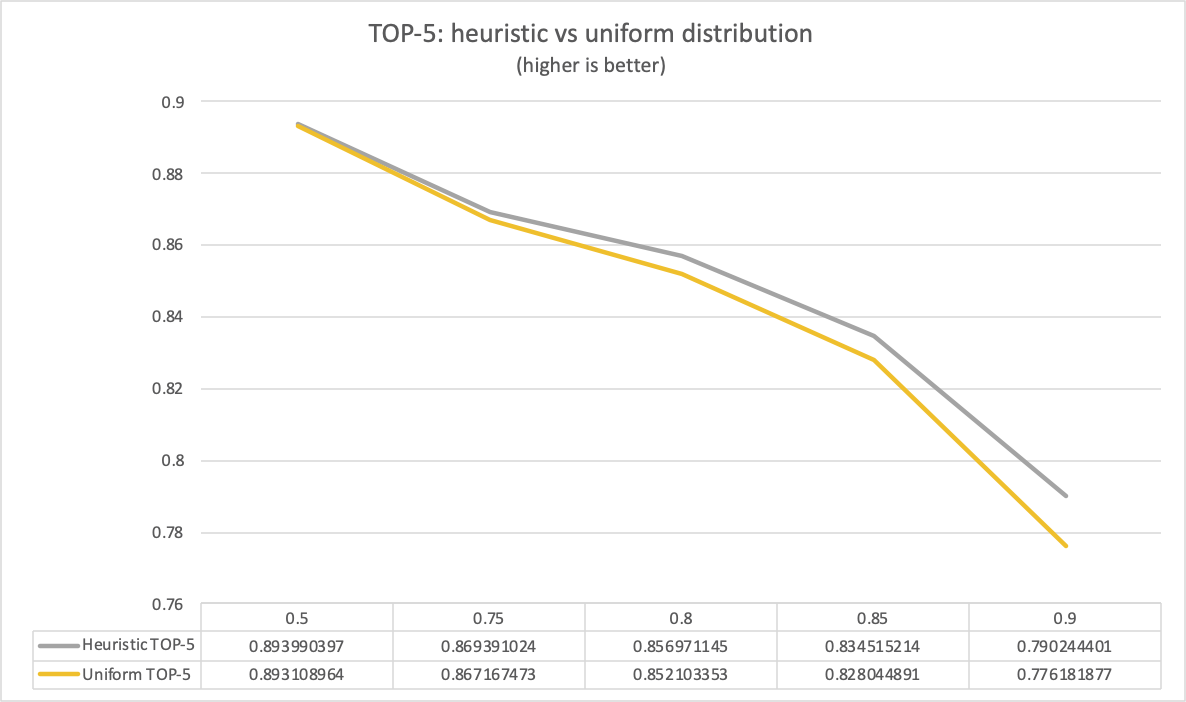 TOP-5: heuristic vs uniform distribution
(higher is better)
0.9
0.88
0.86
0.84
0.82
0.8
0.78
0.76
0.5 0.75 0.8 0.85 0.9
Heuristic TOP-5 0.893990397 0.869391024 0.856971145 0.834515214 0.790244401
Uniform TOP-5 0.893108964 0.867167473 0.852103353 0.828044891 0.776181877